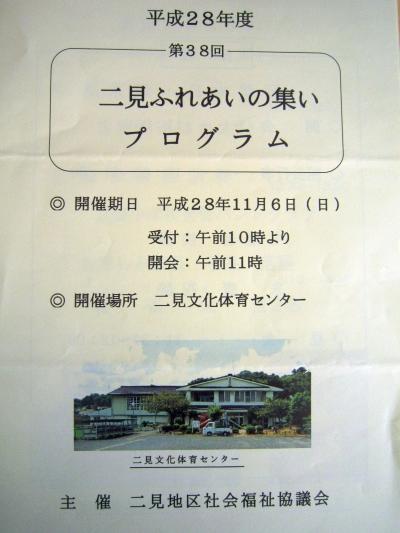 平成28年度
第38回
二見ふれあいの集い
プログラム
◎ 開催期日　平成28年11月6日（日）
受付：午前10時より
開会：午前11時
◎ 開催場所　二見文化体育センター
二見文化体育センター
主　催　二見地区社会福祉協議会